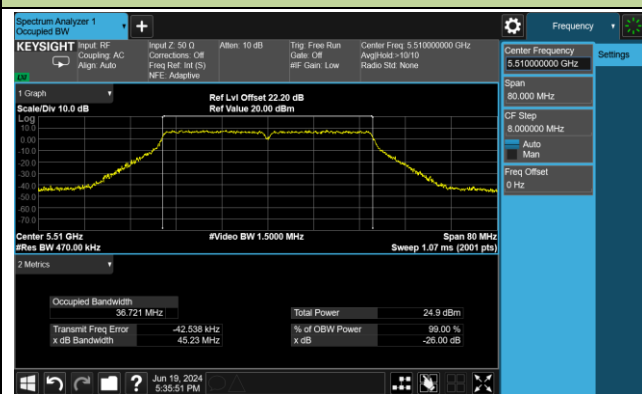 Spectrum Analyzer 1
Occupied BW
Frequency
KEYSIGHT
Input: RF
Coupling: AC
Align: Auto
Input Z: 50 Ω
Corrections: Off
Freq Ref: Int (S)
NFE: Adaptive
Atten: 10 dB
Trig: Free Run
Gate: Off
#IF Gain: Low
Center Freq: 5.510000000 GHz
Avg|Hold:>10/10
Radio Std: None
LXI
Center Frequency
5.510000000 GHz
Settings
Span
80.000 MHz
CF Step
8.000000 MHz
Auto
Man
Freq Offset
0 Hz
1 Graph
Scale/Div 10.0 dB
Ref Lvl Offset 22.20 dB
Ref Value 20.00 dBm
Log
10.0
0.00
-10.0
-20.0
-30.0
-40.0
-50.0
-60.0
-70.0
Center 5.51 GHz
#Video BW 1.5000 MHz
Span 80 MHz
#Res BW 470.00 kHz
Sweep 1.07 ms (2001 pts)
2 Metrics
Occupied Bandwidth
36.721 MHz
Total Power 24.9 dBm
Transmit Freq Error -42.538 kHz
% of OBW Power 99.00 %
x dB Bandwidth 45.23 MHz
x dB -26.00 dB
Jun 19, 2024
5:35:51 PM